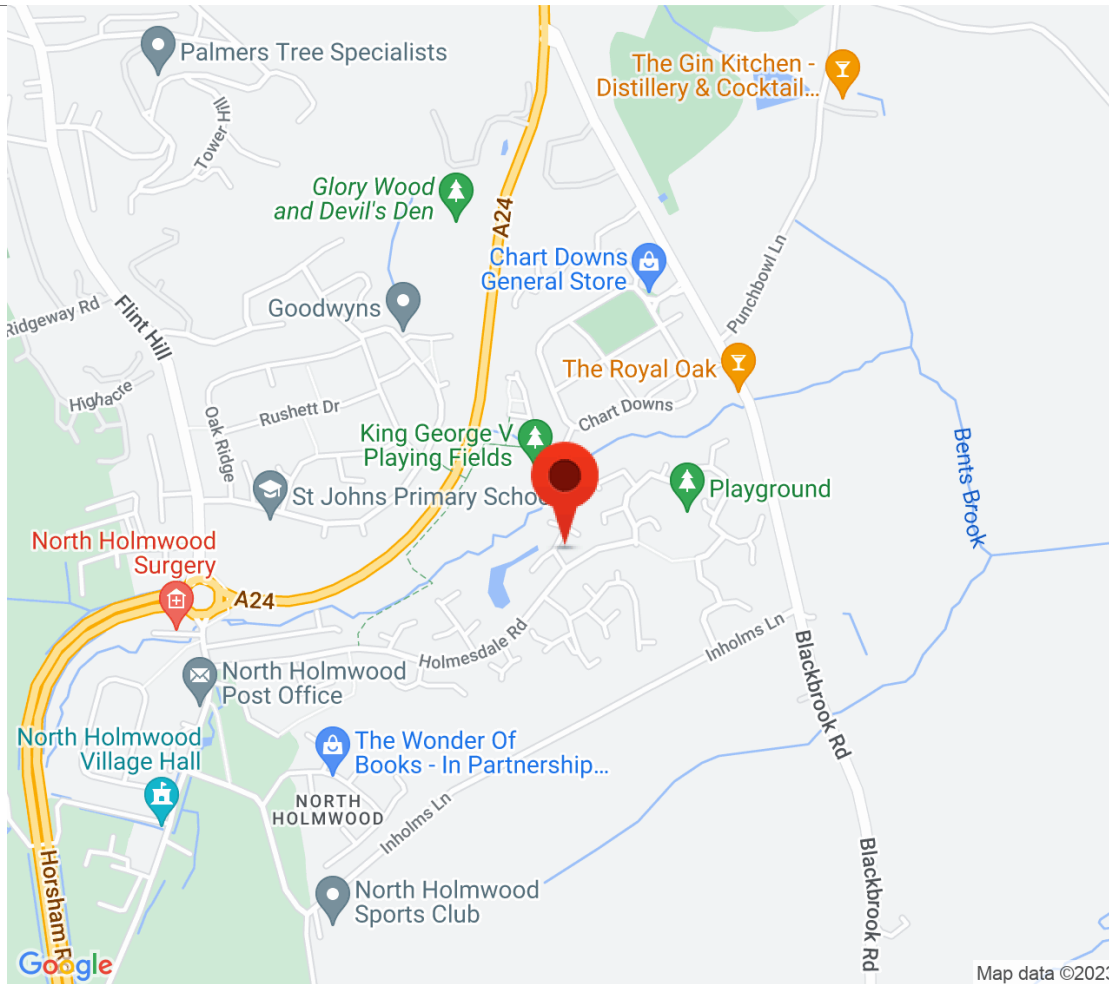 Palmers Tree Specialists
The Gin Kitchen -
Distillery & Cocktail...
Tower Hill
Glory Wood
and Devil's Den
A24
Chart Downs
General Store
Punchbowl Ln
Goodwyns
Ridgeway Rd
Flint Hill
The Royal Oak
Highacre
Rushett Dr
Oak Ridge
Chart Downs
King George V
Playing Fields
Bents Brook
St Johns Primary Schoo
Playground
North Holmwood
Surgery
A24
Inholms Ln
Holmesdale Rd
Blackbrook Rd
North Holmwood
Post Office
North Holmwood
Village Hall
The Wonder Of
Books - In Partnership...
NORTH
HOLMWOOD
Inholms Ln
Horsham R
Blackbrook Rd
North Holmwood
Sports Club
Google
Map data ©2023